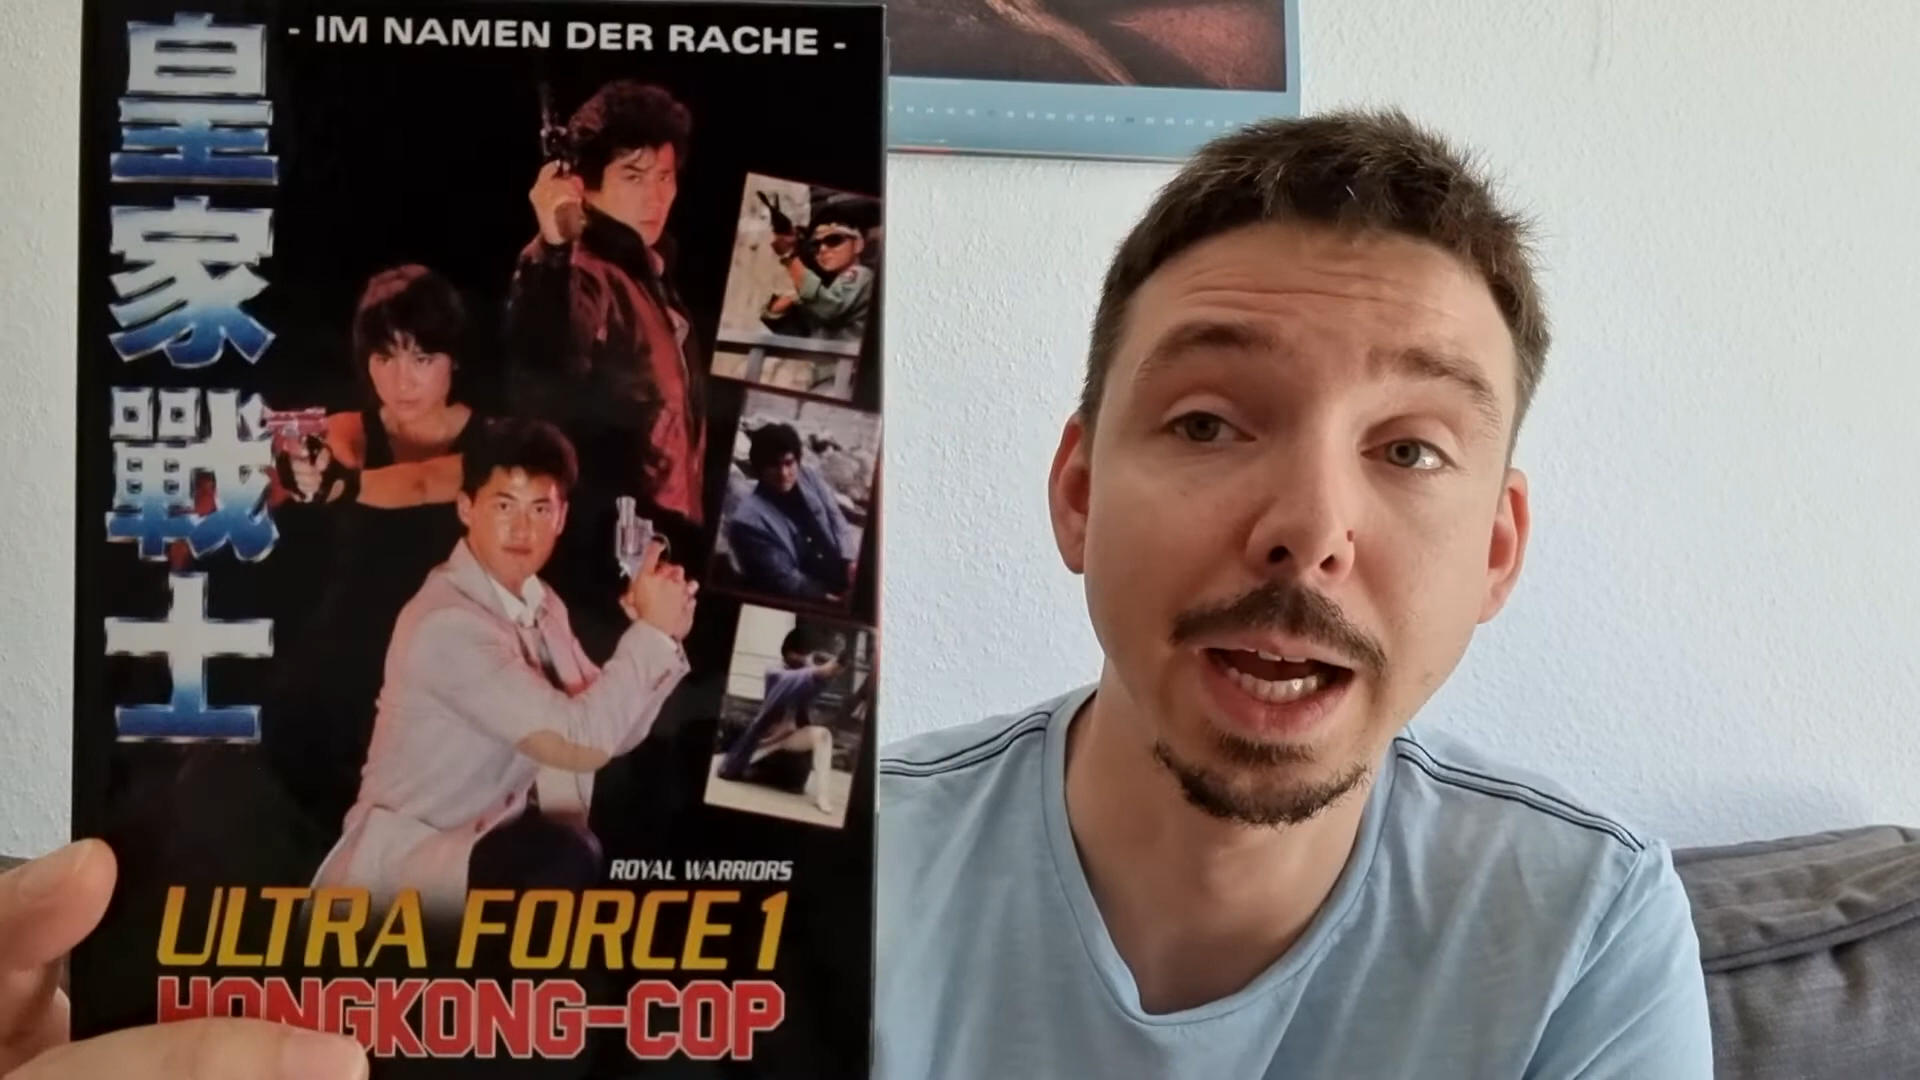 皇家戰士
- IM NAMEN DER RACHE -
ROYAL WARRIORS
ULTRA FORCE 1
HONGKONG-COP